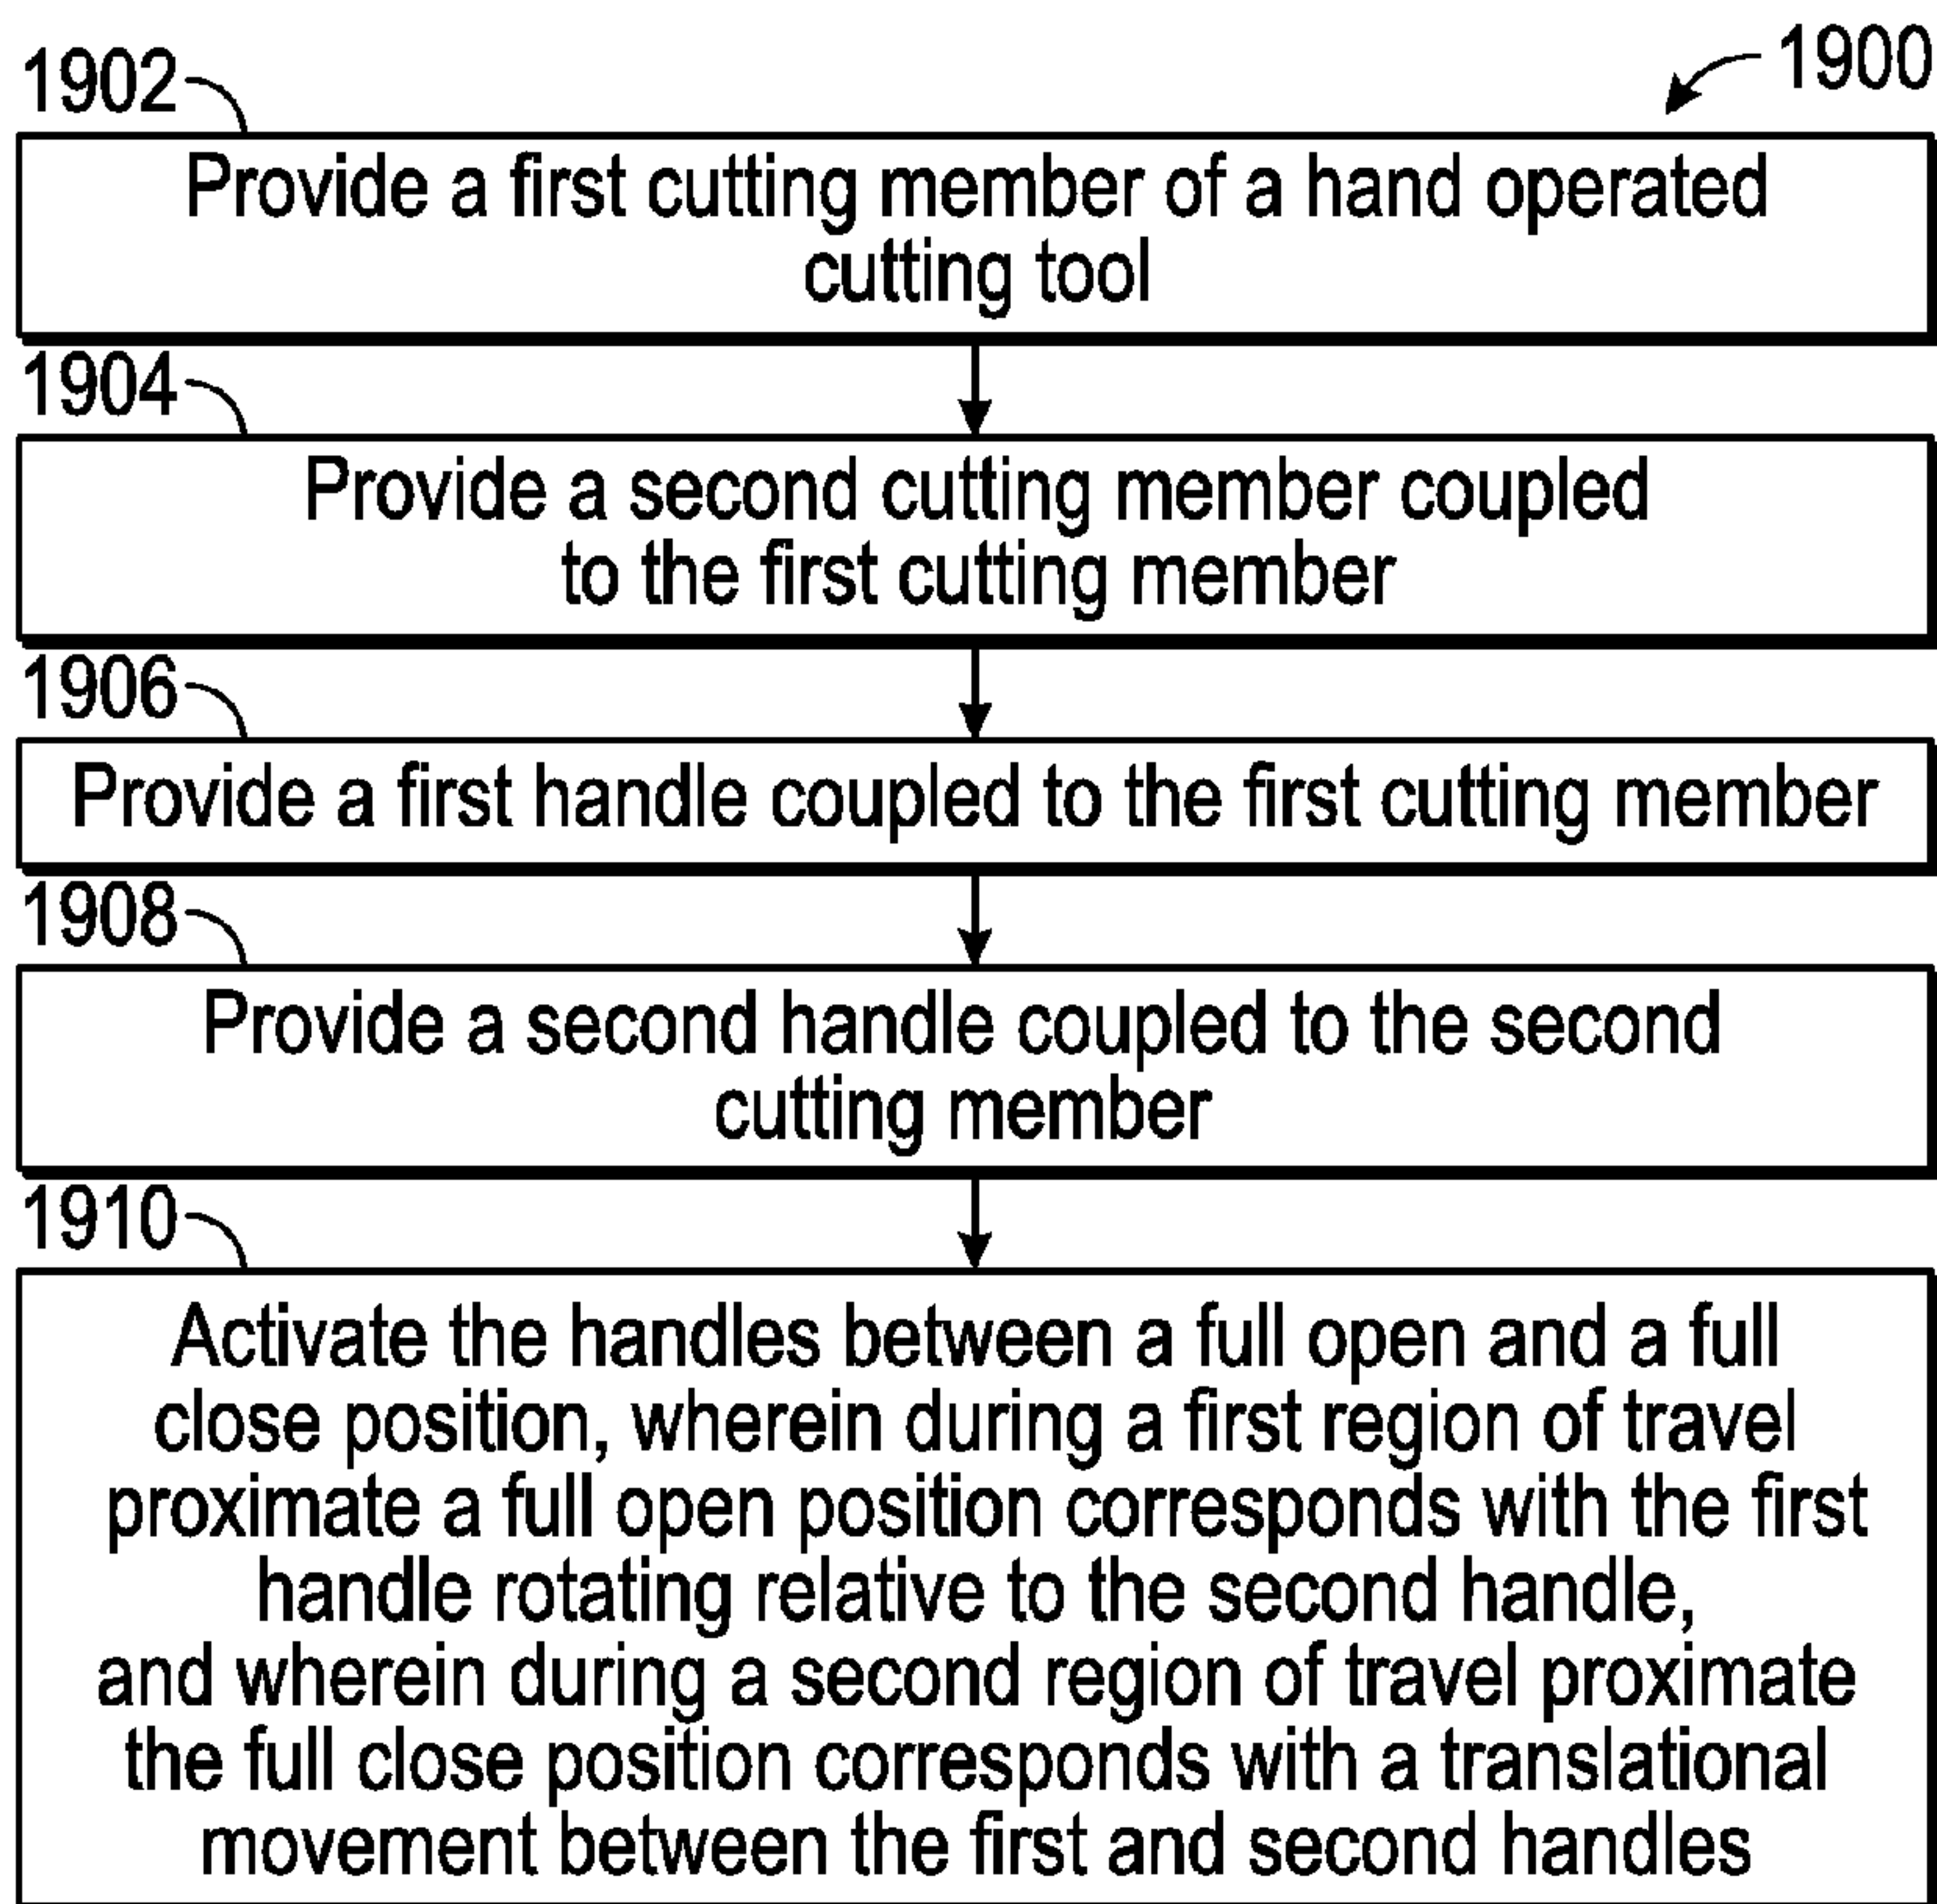 1900
1902
Provide a first cutting member of a hand operated
cutting tool
1904
Provide a second cutting member coupled
to the first cutting member
1906
Provide a first handle coupled to the first cutting member
1908
Provide a second handle coupled to the second
cutting member
1910
Activate the handles between a full open and a full
close position, wherein during a first region of travel
proximate a full open position corresponds with the first
handle rotating relative to the second handle,
and wherein during a second region of travel proximate
the full close position corresponds with a translational
movement between the first and second handles